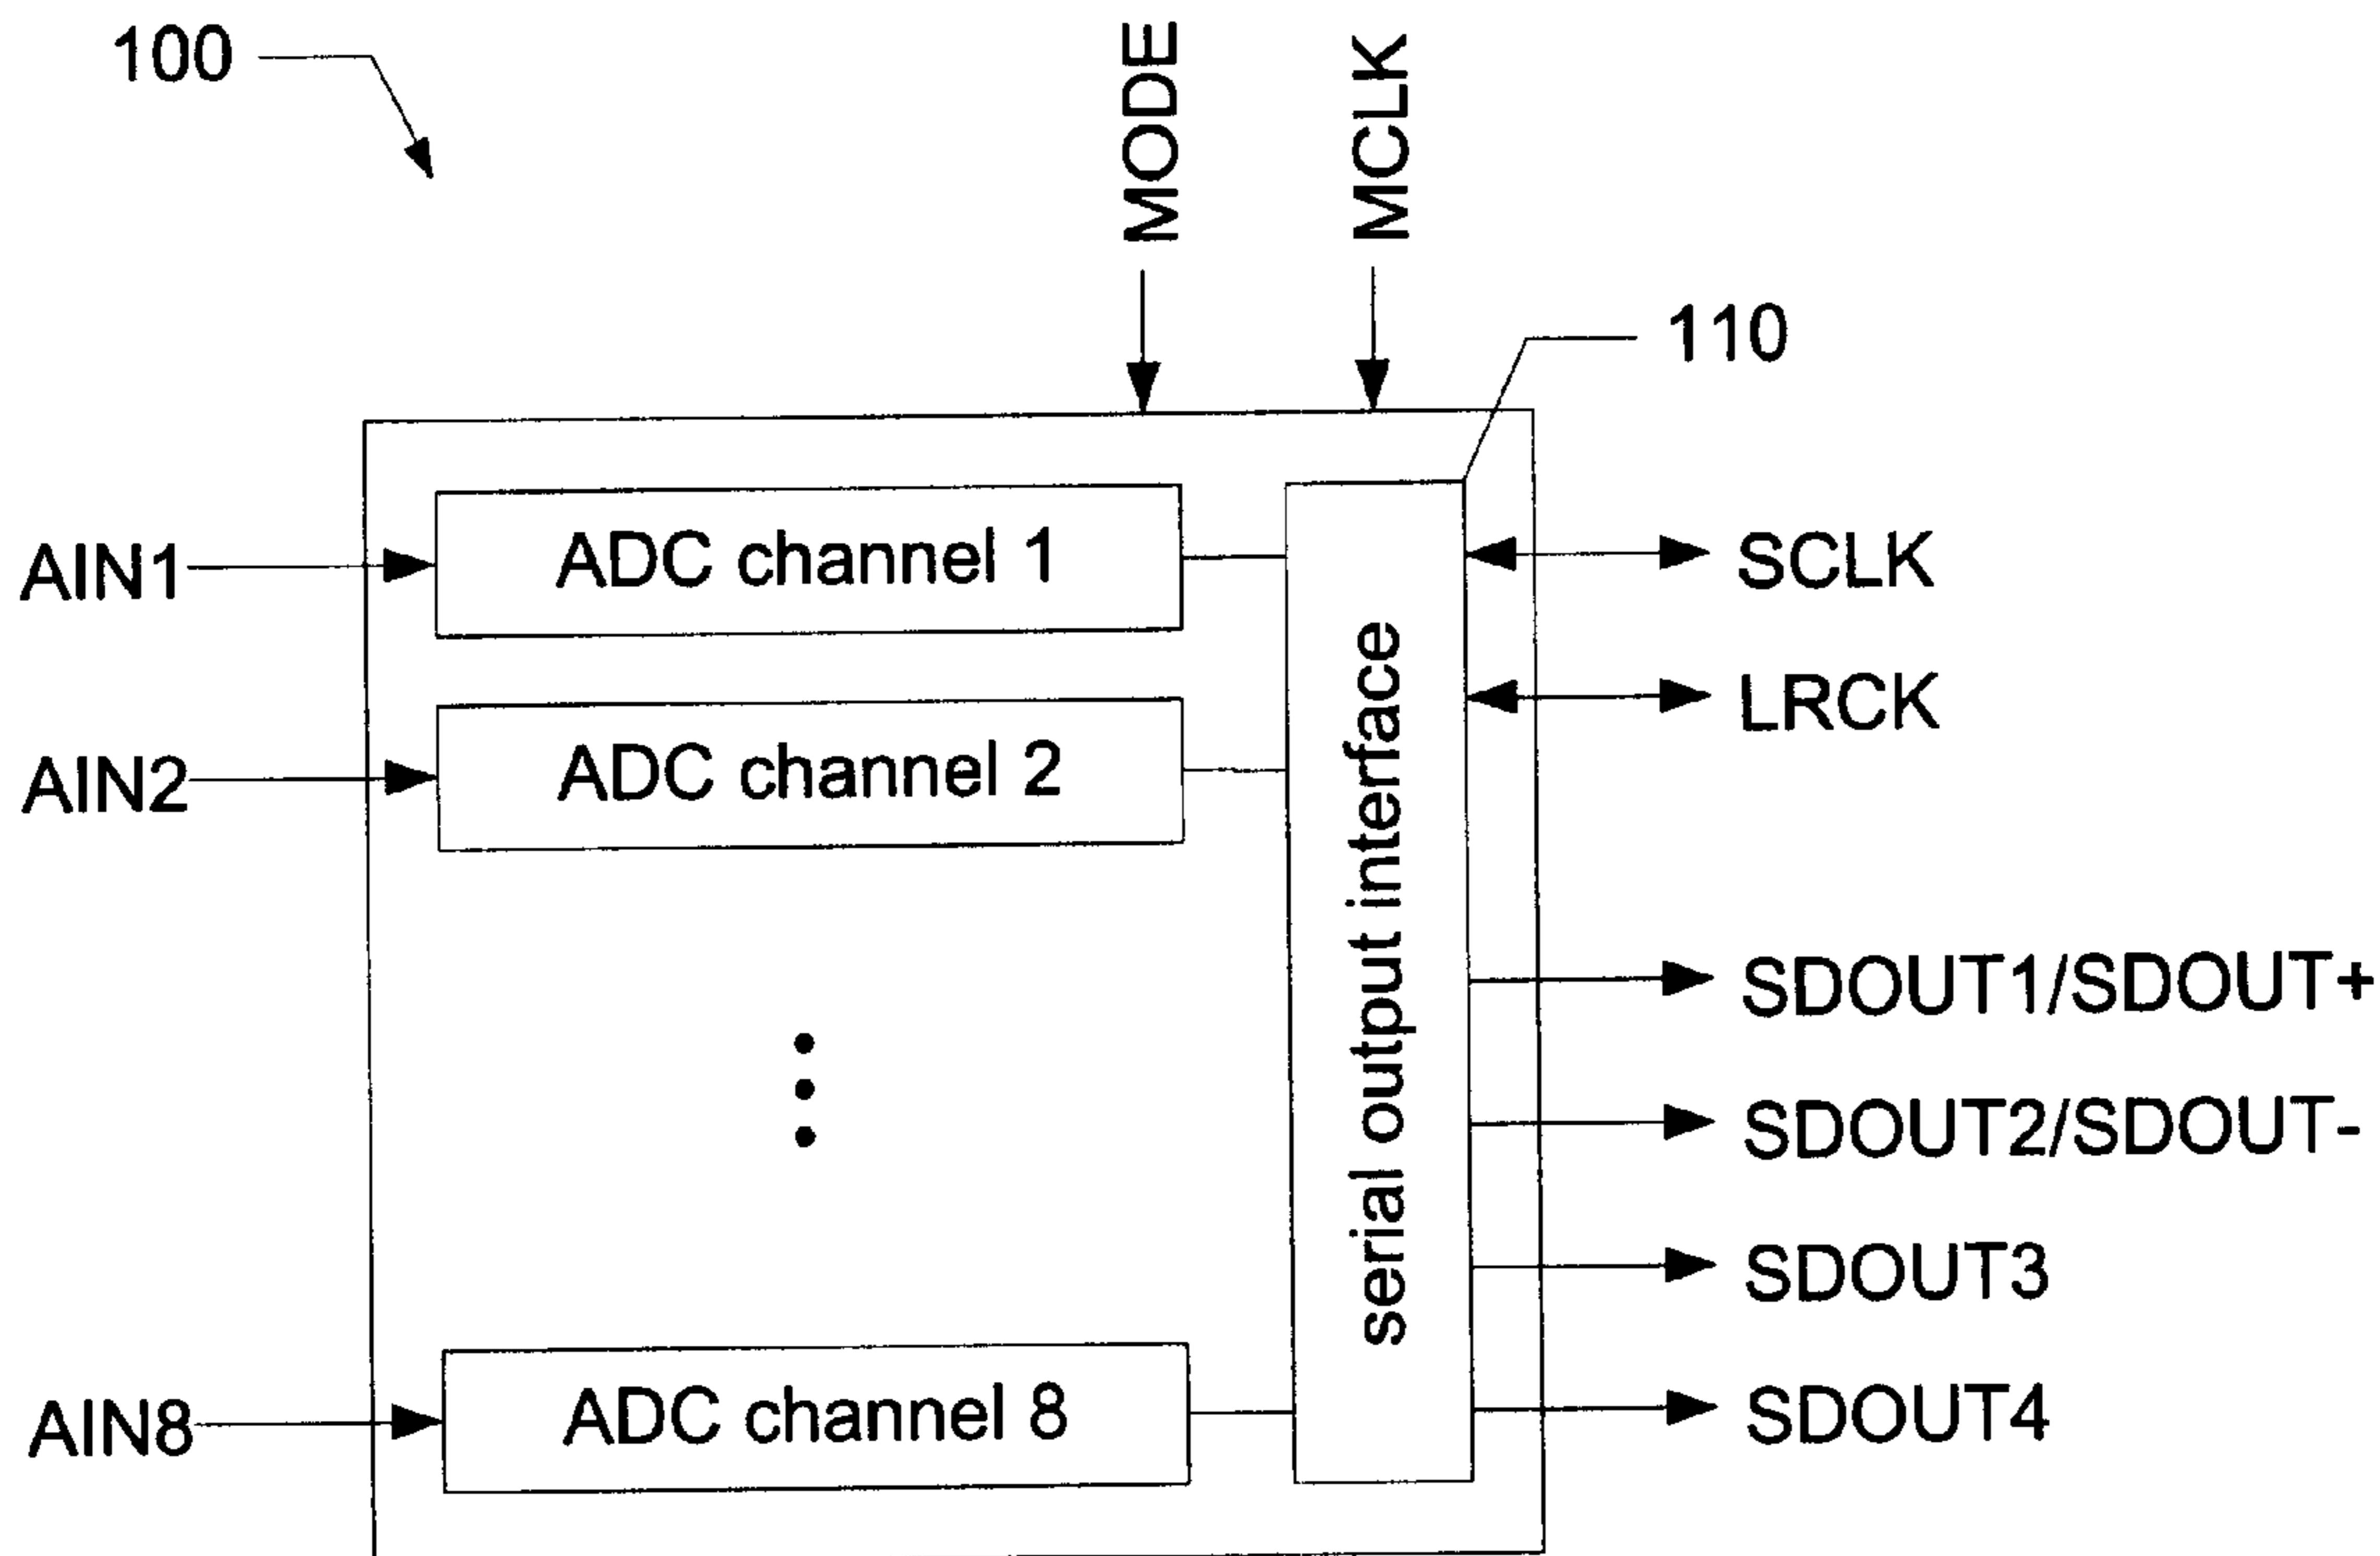 100
MODE
MCLK
110
AIN1
ADC channel 1
SCLK
LRCK
AIN2
ADC channel 2
serial output interface
SDOUT1/SDOUT+
SDOUT2/SDOUT-
SDOUT3
AIN8
ADC channel 8
SDOUT4